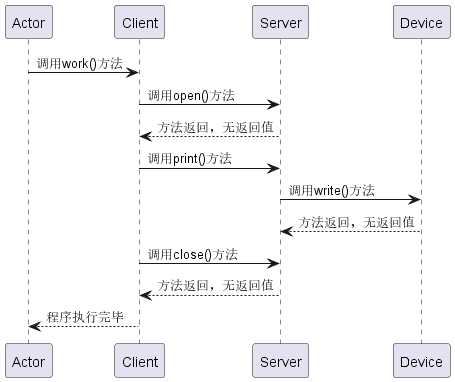 Actor Client Server Device
调用work()方法
调用open()方法
方法返回，无返回值
调用print()方法
调用write()方法
方法返回，无返回值
调用close()方法
方法返回，无返回值
程序执行完毕
Actor Client Server Device